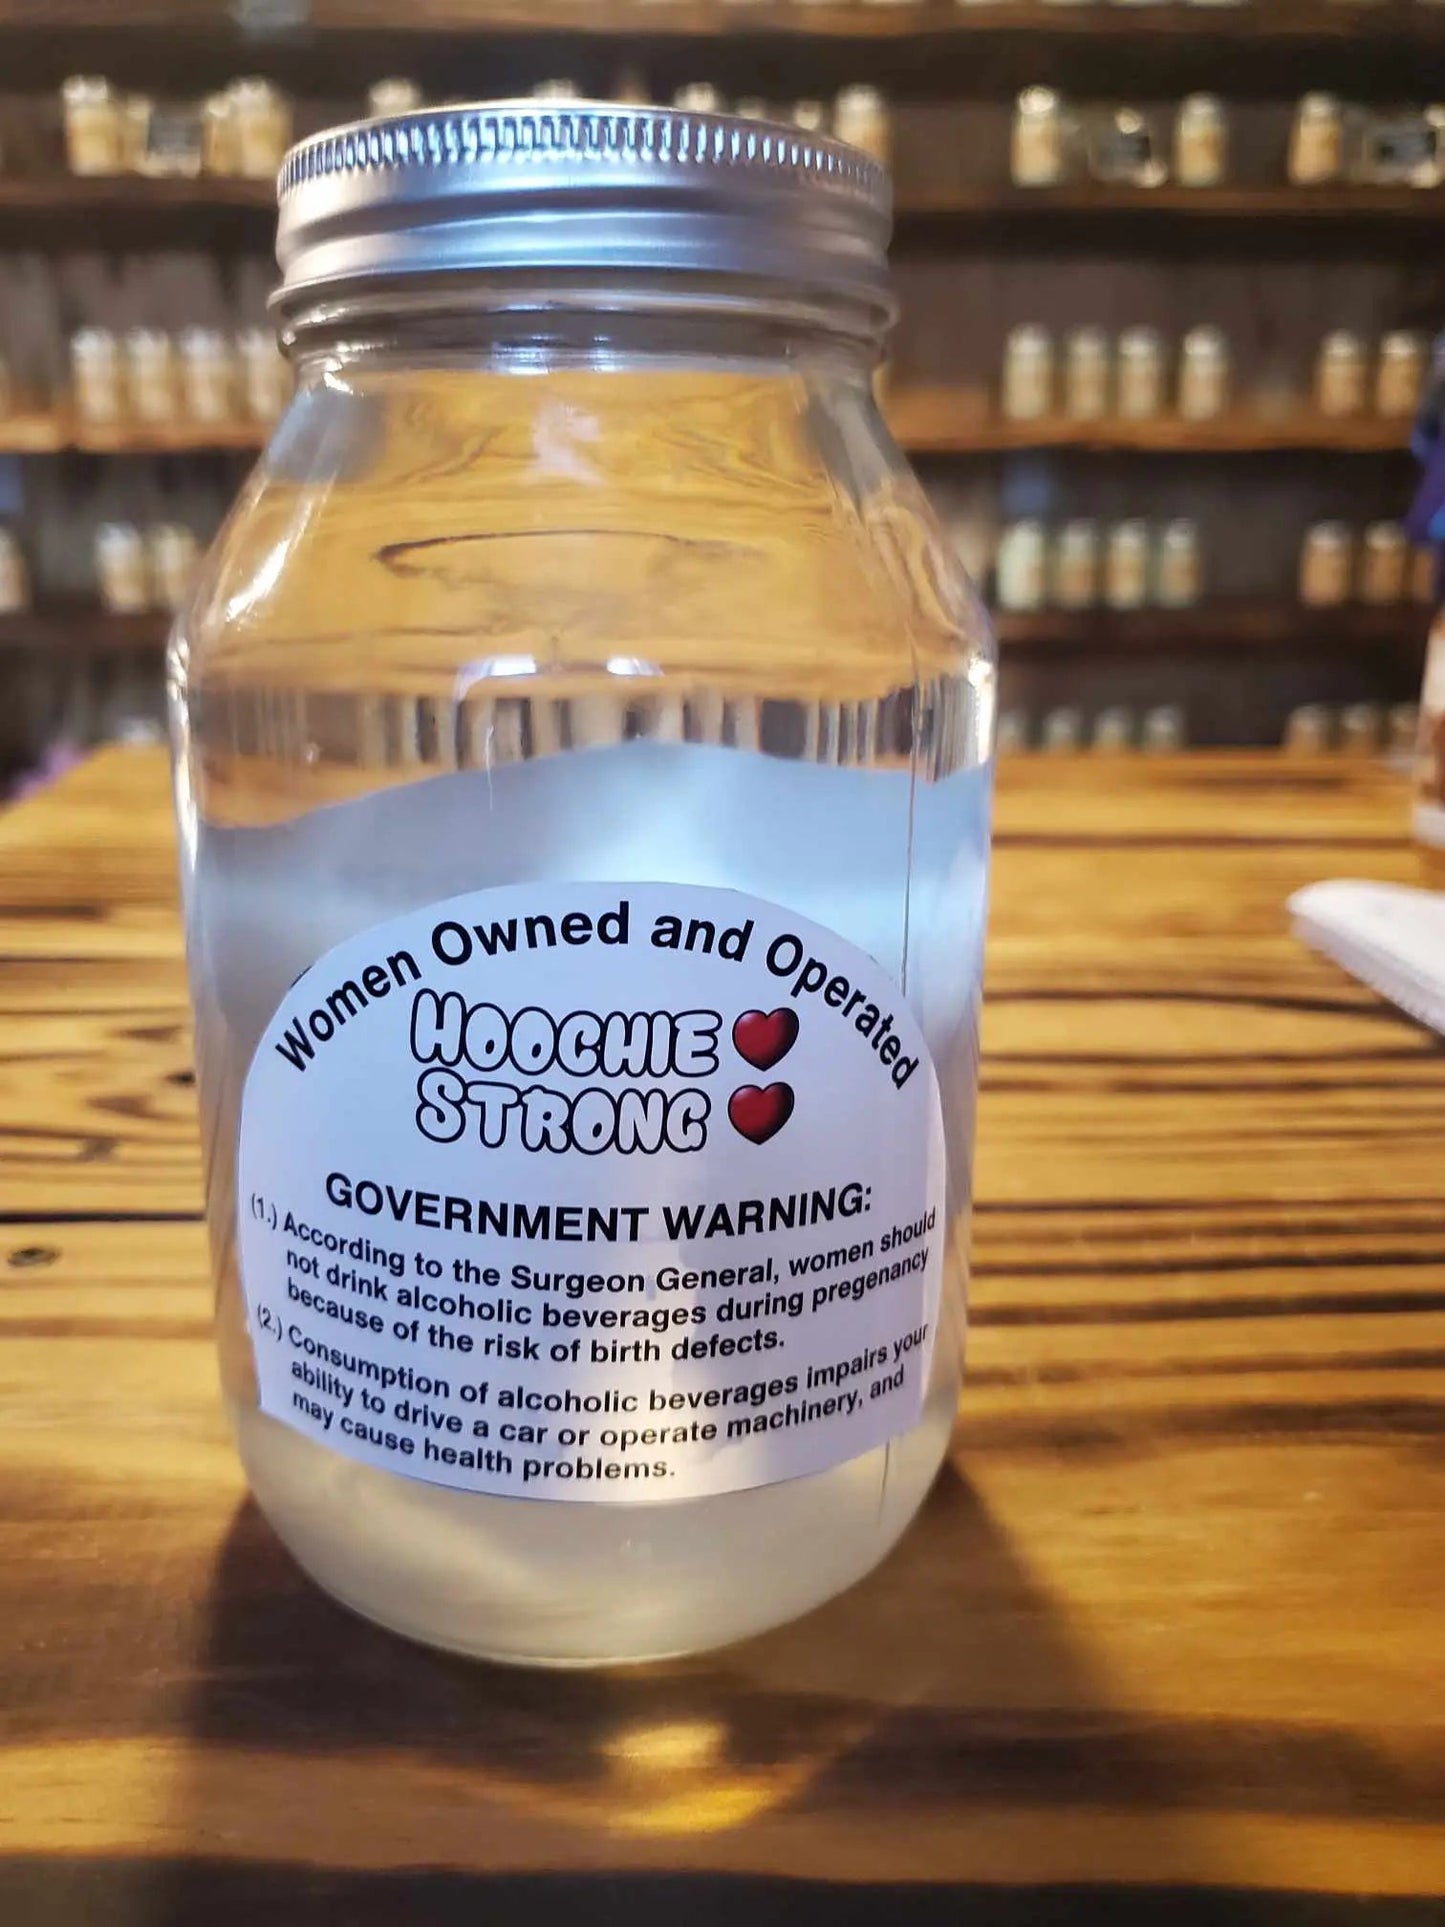 Women Owned and Operated
HOOCHIE ❤
STRONG ❤
GOVERNMENT WARNING:
(1.) According to the Surgeon General, women should
not drink alcoholic beverages during pregenancy
because of the risk of birth defects.
(2.) Consumption of alcoholic beverages impairs your
ability to drive a car or operate machinery, and
may cause health problems.